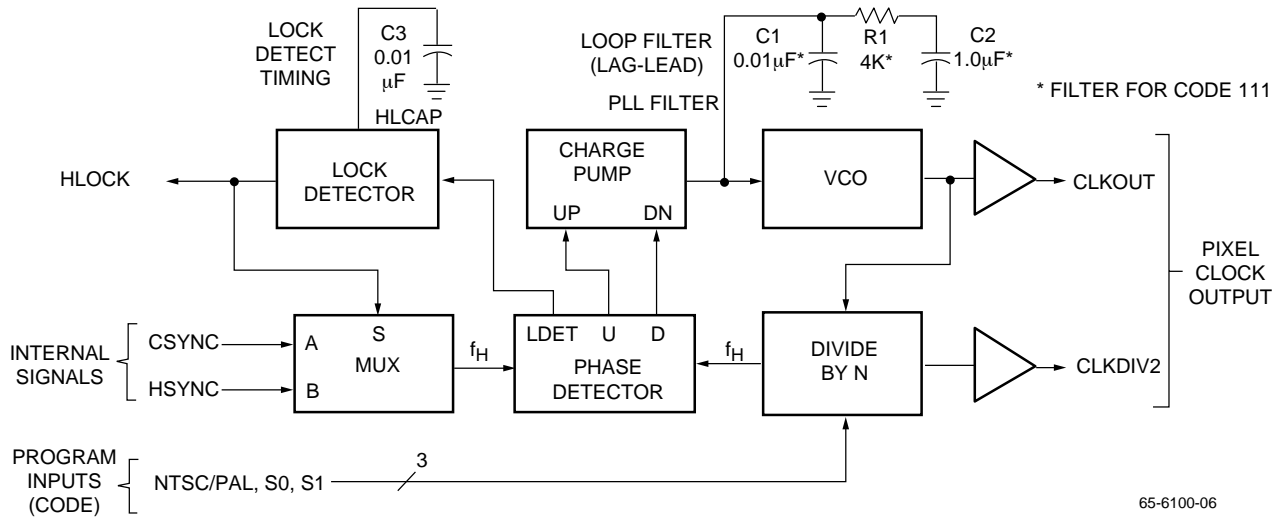 LOCK
DETECT
TIMING
C3
0.01
µF
HLCAP
LOOP FILTER
(LAG-LEAD)
PLL FILTER
C1
0.01µF*
R1
4K*
C2
1.0µF*
* FILTER FOR CODE 111
HLOCK
LOCK
DETECTOR
CHARGE
PUMP
UP
DN
VCO
CLKOUT
PIXEL
CLOCK
OUTPUT
INTERNAL
SIGNALS
CSYNC
HSYNC
A
B
S
MUX
fH
LDET
U
D
PHASE
DETECTOR
fH
DIVIDE
BY N
CLKDIV2
PROGRAM
INPUTS
(CODE)
NTSC/PAL, S0, S1
3
65-6100-06